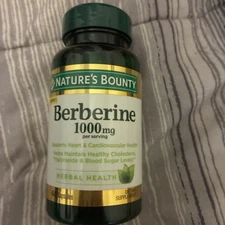 NATURE'S BOUNTY
Berberine
1000mg
per serving
Supports Heart & Cardiovascular Health
Helps Maintain Healthy Cholesterol,
Triglyceride & Blood Sugar Levels
HERBAL HEALTH